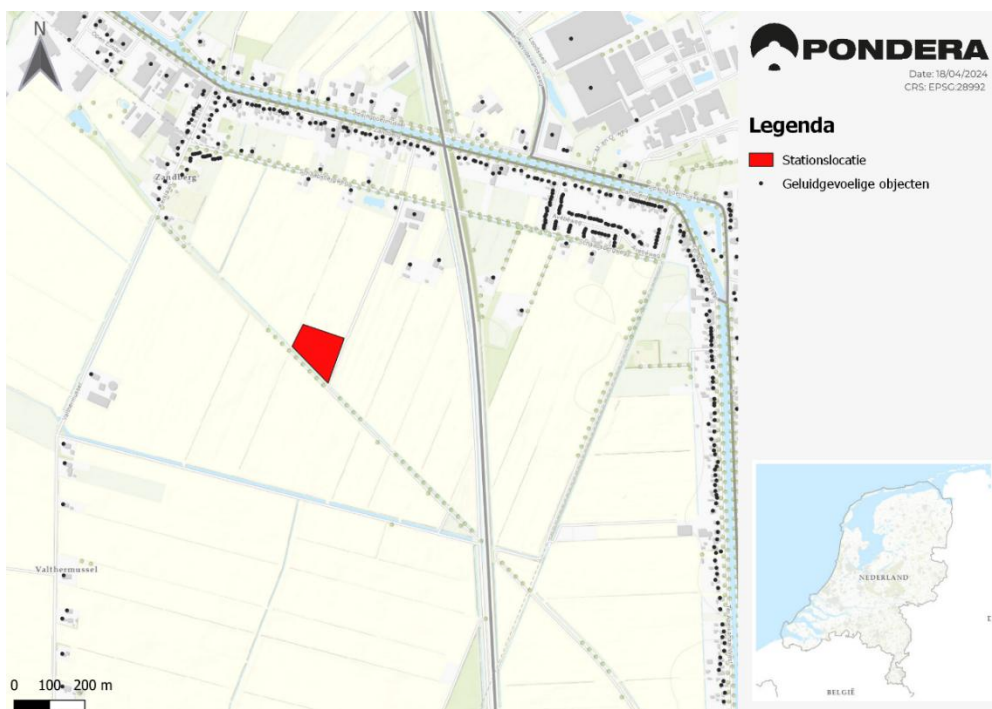 N
PONDERA
Date: 18/04/2024
CRS: EPSG:28992
Legenda
Stationslocatie
Geluidgevoelige objecten
Zandberg
Valthermussel
0 100 200 m
NEDERLAND
BELGIË